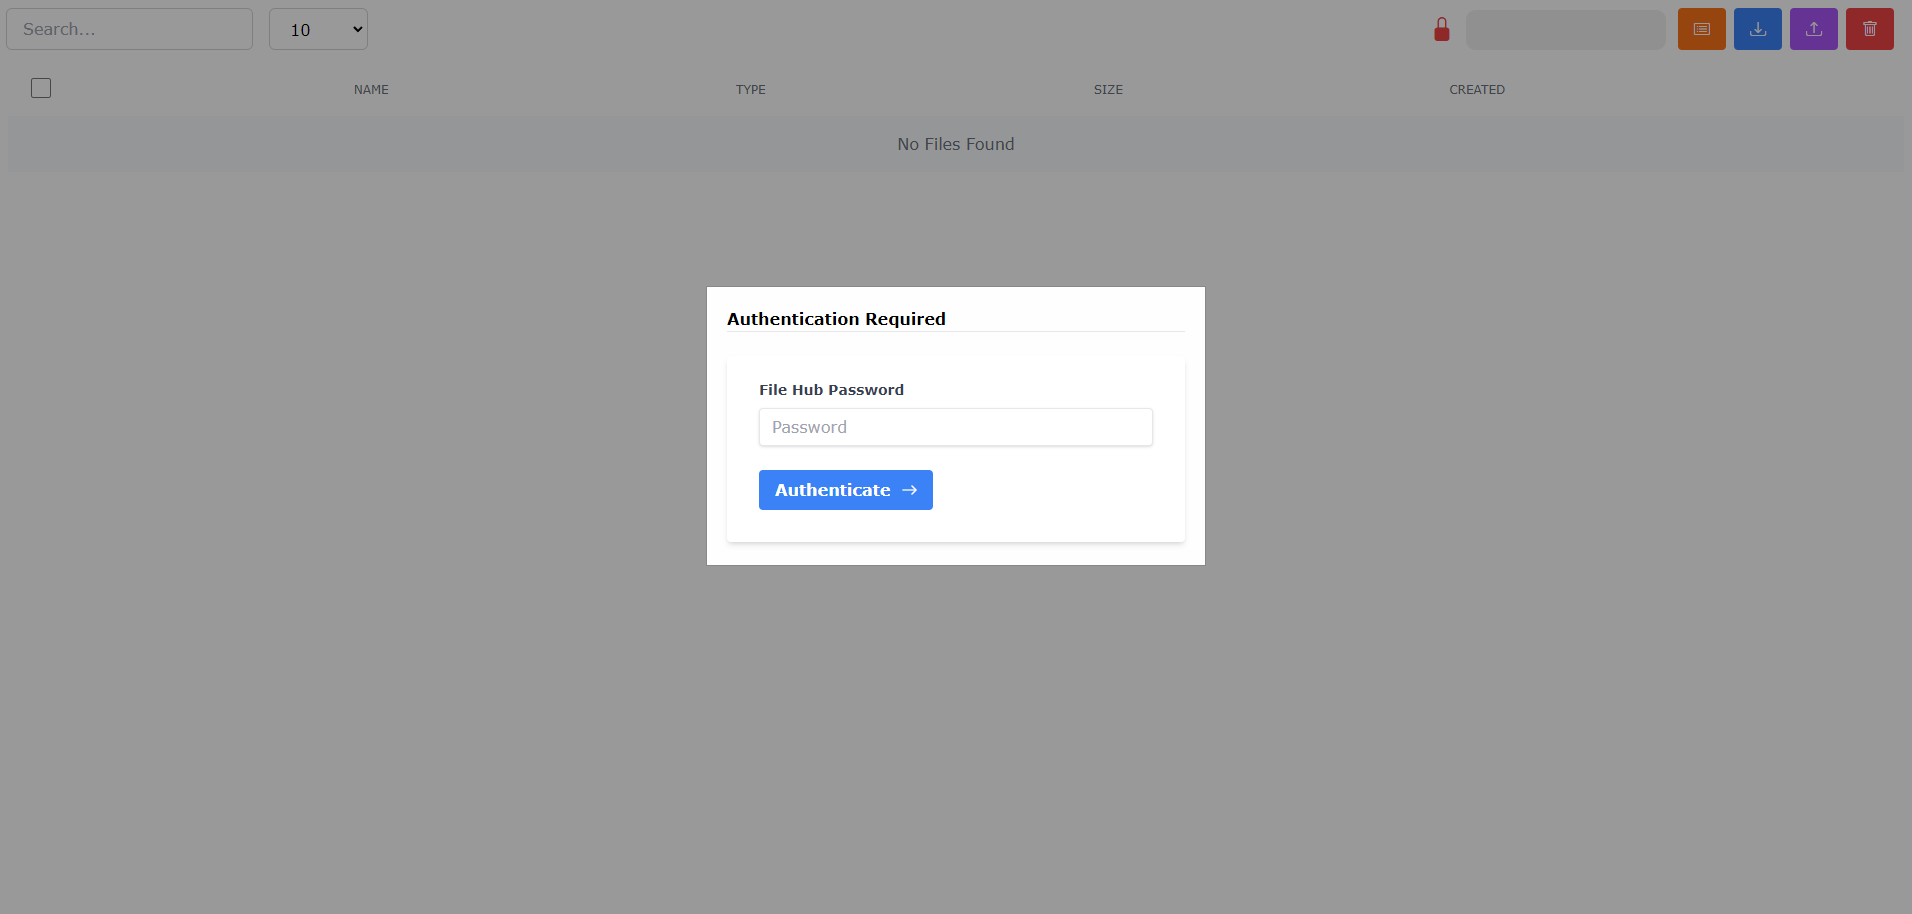 Search...
10
NAME TYPE SIZE CREATED
No Files Found
Authentication Required
File Hub Password
Password
Authenticate →